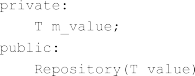 private:
    T m_value;
public:
    Repository(T value)